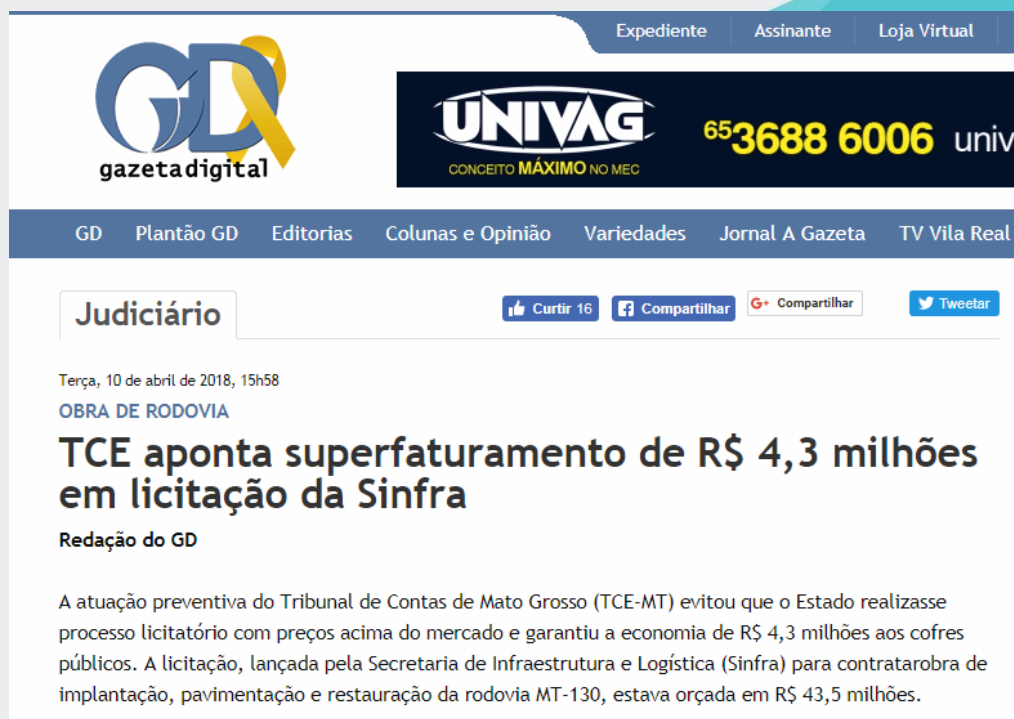 Expediente Assinante Loja Virtual
GD
gazetadigital
UNIVAG
CONCEITO MÁXIMO NO MEC
65 3688 6006 univ
GD Plantão GD Editorias Colunas e Opinião Variedades Jornal A Gazeta TV Vila Real
Judiciário
Curtir 16 Compartilhar G+ Compartilhar Tweetar
Terça, 10 de abril de 2018, 15h58
OBRA DE RODOVIA
TCE aponta superfaturamento de R$ 4,3 milhões
em licitação da Sinfra
Redação do GD
A atuação preventiva do Tribunal de Contas de Mato Grosso (TCE-MT) evitou que o Estado realizasse
processo licitatório com preços acima do mercado e garantiu a economia de R$ 4,3 milhões aos cofres
públicos. A licitação, lançada pela Secretaria de Infraestrutura e Logística (Sinfra) para contratarobra de
implantação, pavimentação e restauração da rodovia MT-130, estava orçada em R$ 43,5 milhões.